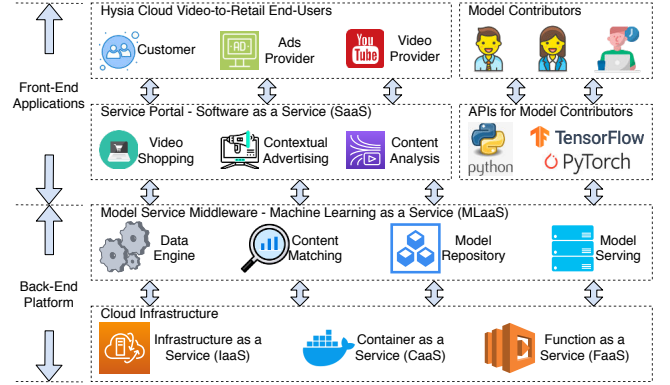 Hysia Cloud Video-to-Retail End-Users
Model Contributors
Customer
AD
Ads
Provider
You
Tube
Video
Provider
Front-End
Applications
Service Portal - Software as a Service (SaaS)
APIs for Model Contributors
Video
Shopping
Contextual
Advertising
Content
Analysis
python
TensorFlow
PyTorch
Model Service Middleware - Machine Learning as a Service (MLaaS)
Data
Engine
Content
Matching
Model
Repository
Model
Serving
Back-End
Platform
Cloud Infrastructure
Infrastructure as a
Service (IaaS)
Container as a
Service (CaaS)
Function as a
Service (FaaS)